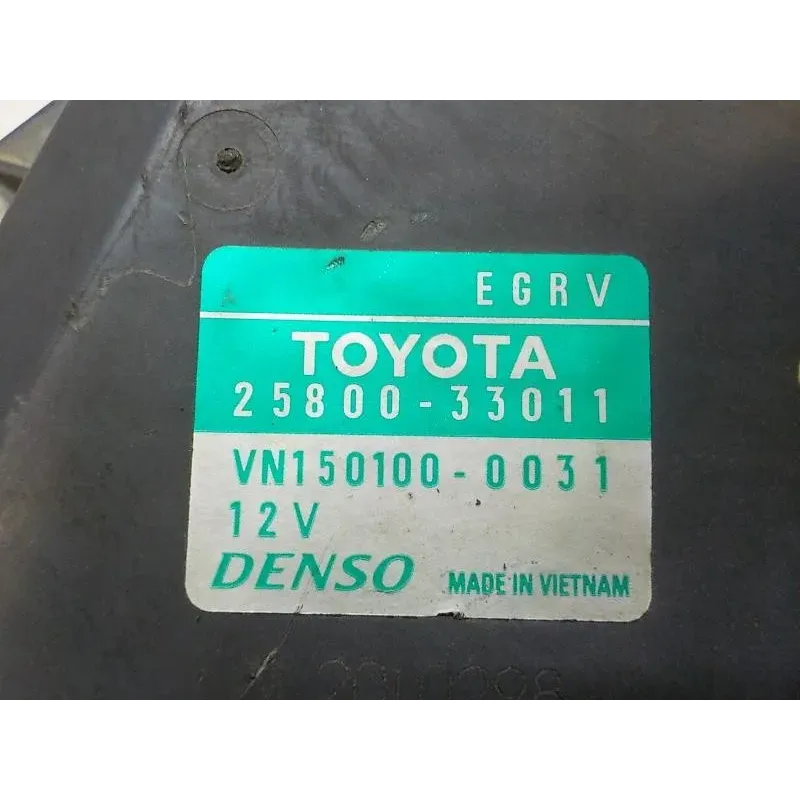 EGRV
TOYOTA
25800-33011
VN150100-0031
12V
DENSO MADE IN VIETNAM